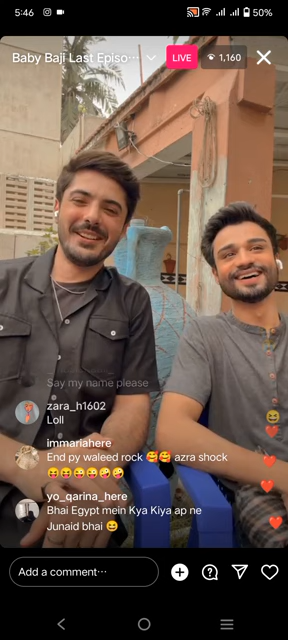 5:46
50%
Baby Baji Last Episo...
LIVE
1,160
Say my name please
zara_h1602
Loll
immariahere
End py waleed rock 🥰🥰 azra shock
😝😝😜😜🤪🤪
yo_qarina_here
Bhai Egypt mein Kya Kiya ap ne
Junaid bhai 😆
Add a comment...